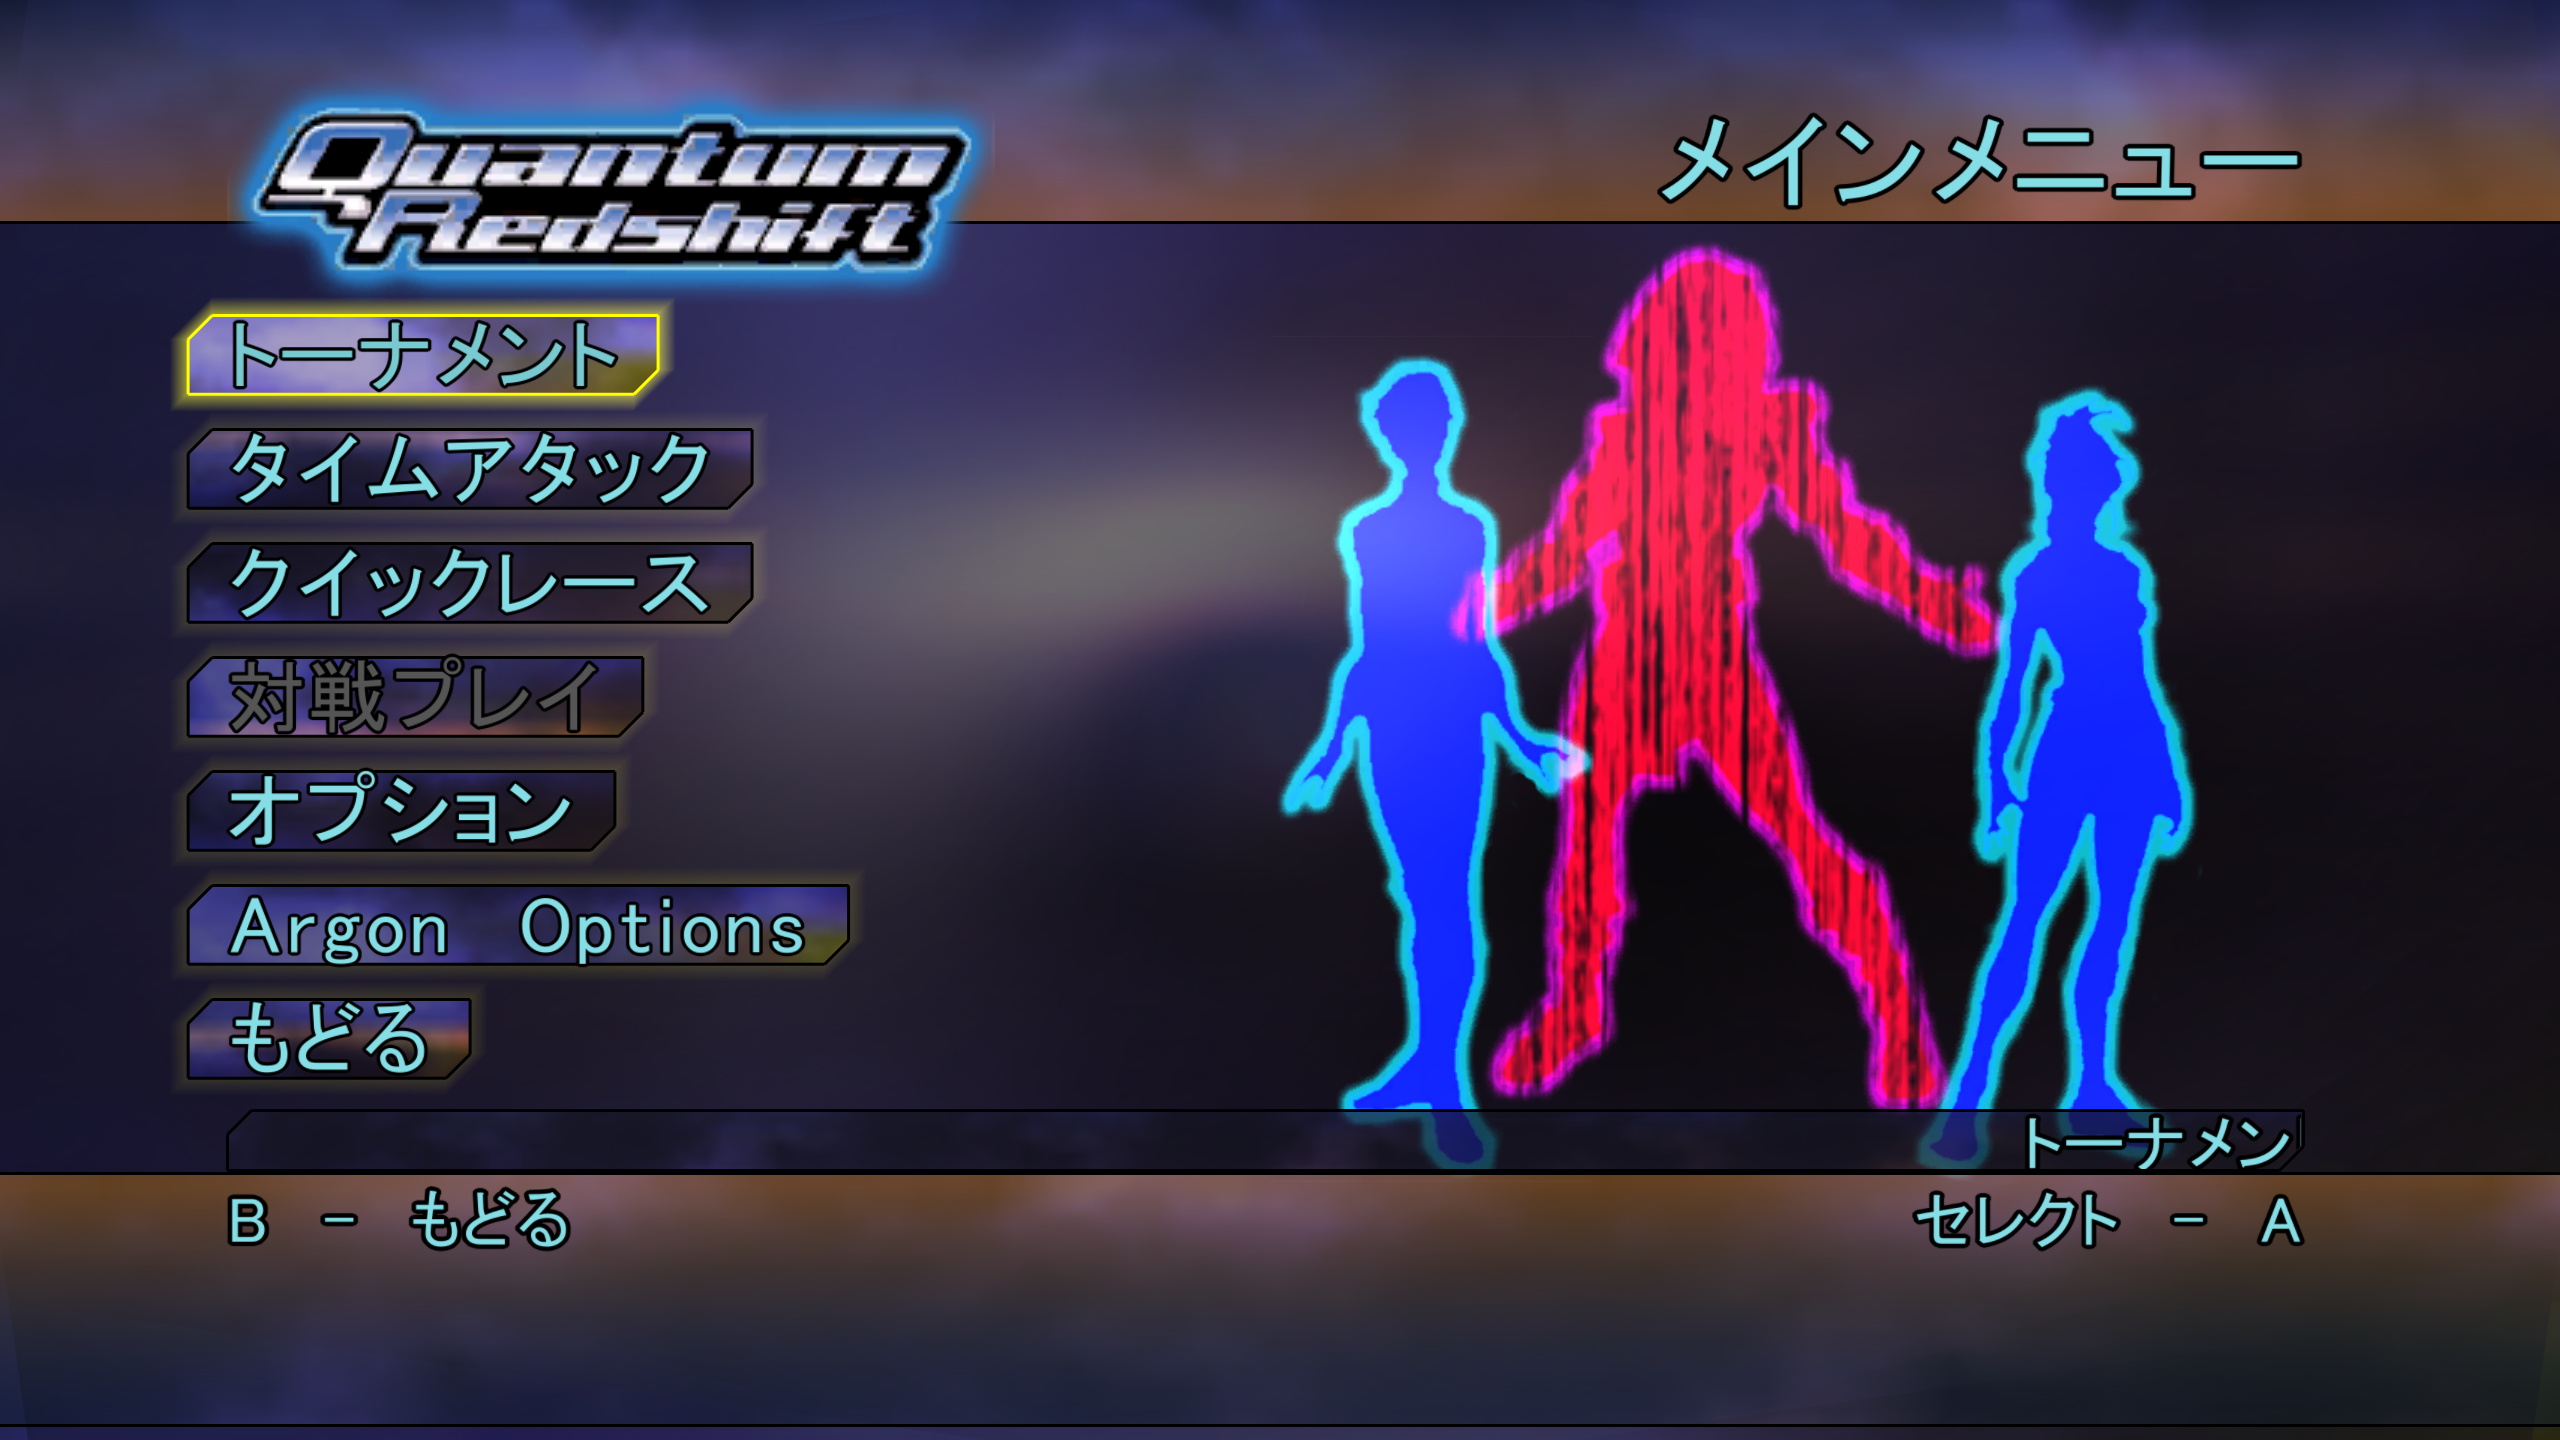 Quantum
Redshift
メインメニュー
トーナメント
タイムアタック
クイックレース
対戦プレイ
オプション
Argon Options
もどる
トーナメン
B - もどる
セレクト - A